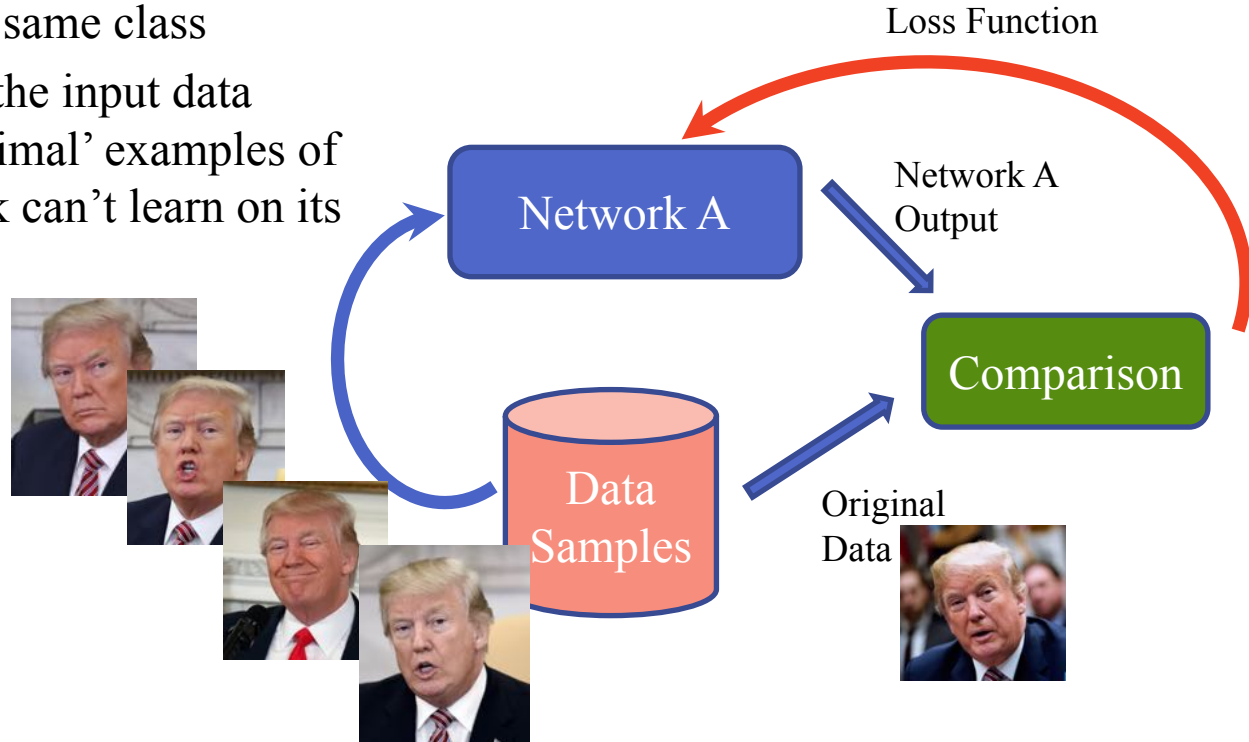 same class
the input data
imal’ examples of
k can’t learn on its
Loss Function
Network A
Network A
Output
Comparison
Data
Samples
Original
Data